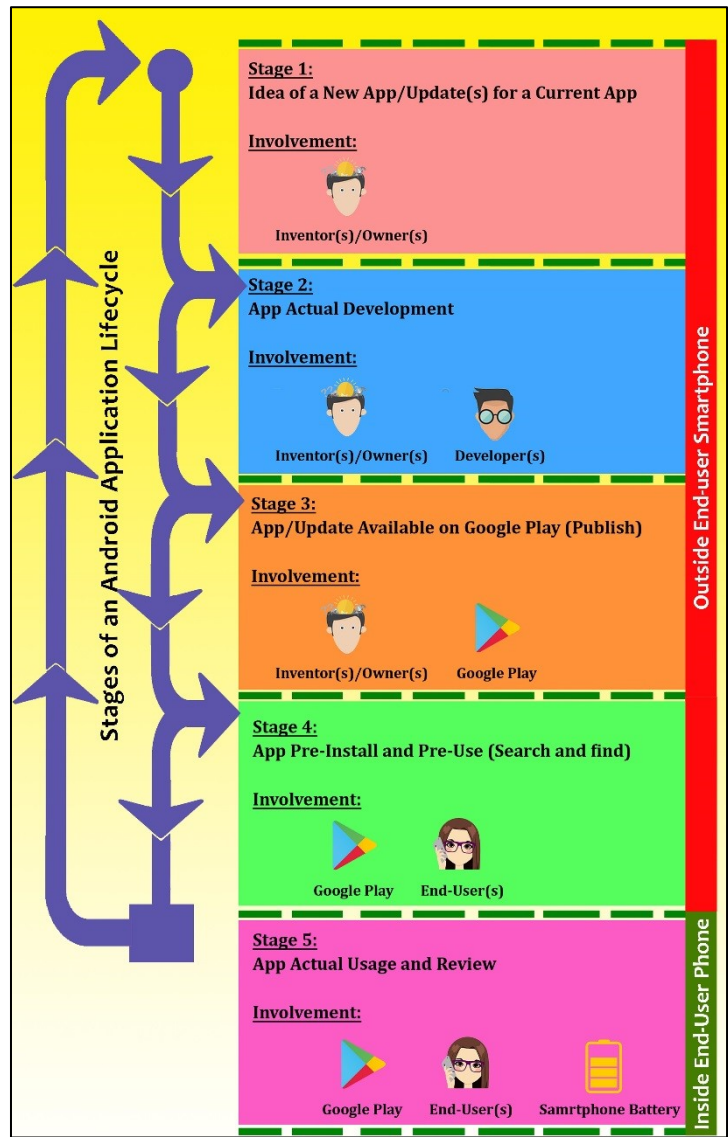 Stages of an Android Application Lifecycle
Stage 1:
Idea of a New App/Update(s) for a Current App
Involvement:
Inventor(s)/Owner(s)
Stage 2:
App Actual Development
Involvement:
Inventor(s)/Owner(s) Developer(s)
Stage 3:
App/Update Available on Google Play (Publish)
Involvement:
Inventor(s)/Owner(s) Google Play
Stage 4:
App Pre-Install and Pre-Use (Search and find)
Involvement:
Google Play End-User(s)
Stage 5:
App Actual Usage and Review
Involvement:
Google Play End-User(s) Samrtphone Battery
Outside End-user Smartphone
Inside End-User Phone